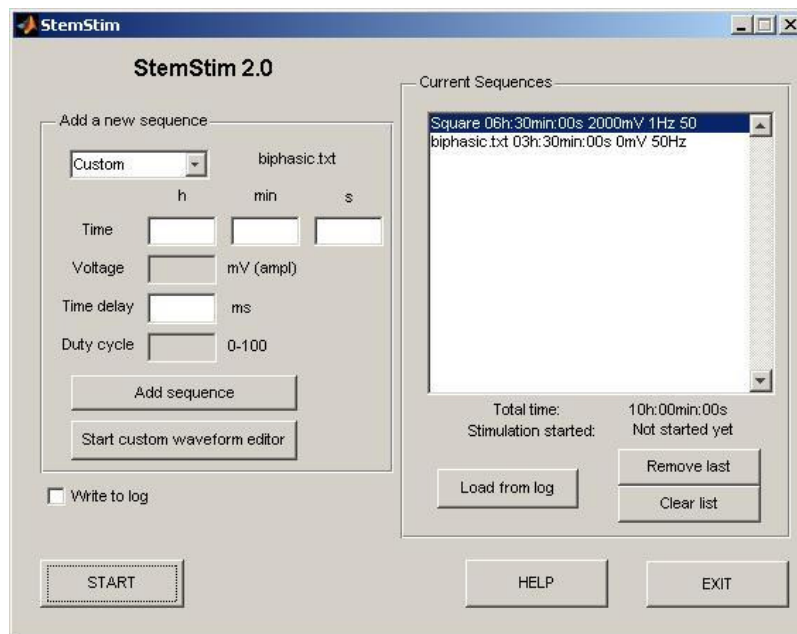 StemStim
StemStim 2.0
Add a new sequence
Custom biphasic.txt
h min s
Time
Voltage mV (ampl)
Time delay ms
Duty cycle 0-100
Add sequence
Start custom waveform editor
Write to log
START
Current Sequences
Square 06h:30min:00s 2000mV 1Hz 50
biphasic.txt 03h:30min:00s 0mV 50Hz
Total time: 10h:00min:00s
Stimulation started: Not started yet
Load from log
Remove last
Clear list
HELP
EXIT